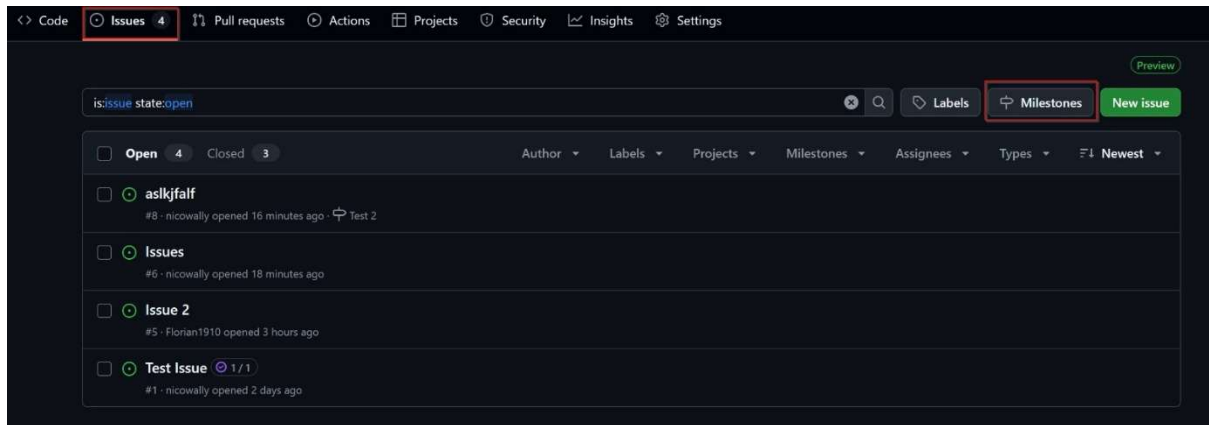 <> Code Issues 4 Pull requests Actions Projects Security Insights Settings
Preview
is:issue state:open Labels Milestones New issue
Open 4 Closed 3 Author Labels Projects Milestones Assignees Types Newest
aslkjfalf
#8 · nicowally opened 16 minutes ago · Test 2
Issues
#6 · nicowally opened 18 minutes ago
Issue 2
#5 · Florian1910 opened 3 hours ago
Test Issue 1 / 1
#1 · nicowally opened 2 days ago